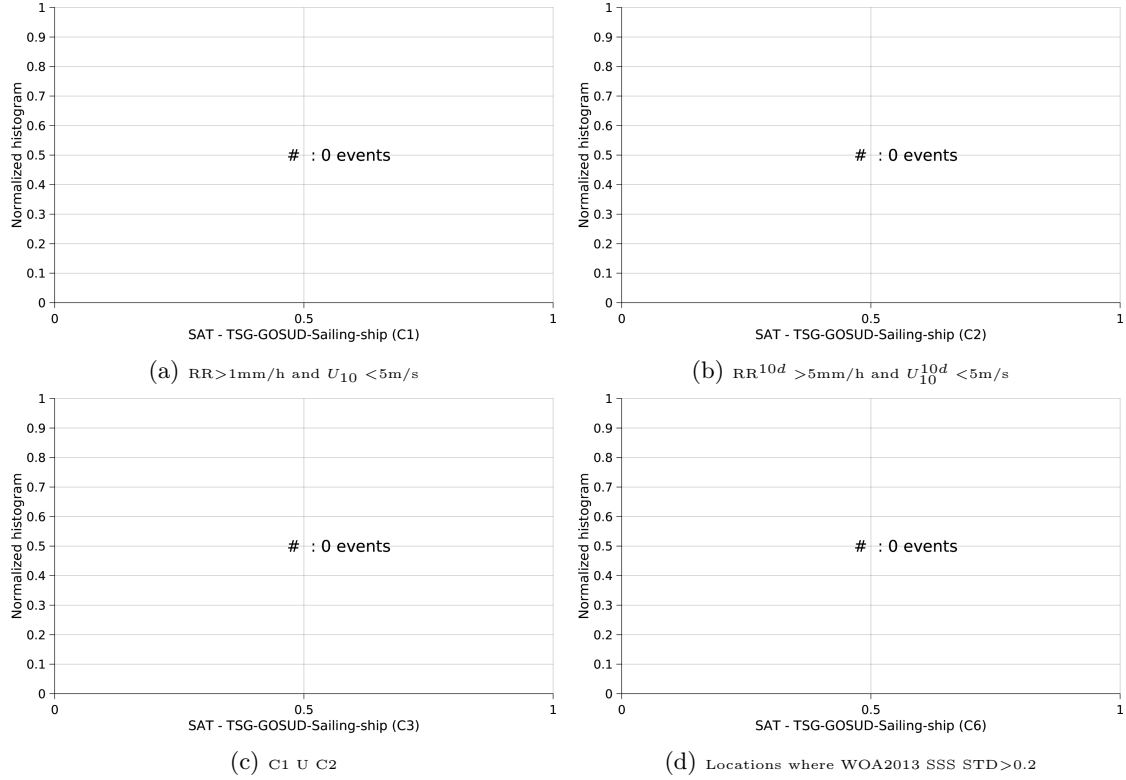 1
0.9
0.8
0.7
0.6
0.5
0.4
0.3
0.2
0.1
0
Normalized histogram
# : 0 events
0 0.5 1
SAT - TSG-GOSUD-Sailing-ship (C1)
(a) RR>1mm/h and U10 <5m/s
1
0.9
0.8
0.7
0.6
0.5
0.4
0.3
0.2
0.1
0
Normalized histogram
# : 0 events
0 0.5 1
SAT - TSG-GOSUD-Sailing-ship (C2)
(b) RR10d >5mm/h and U10d10 <5m/s
1
0.9
0.8
0.7
0.6
0.5
0.4
0.3
0.2
0.1
0
Normalized histogram
# : 0 events
0 0.5 1
SAT - TSG-GOSUD-Sailing-ship (C3)
(c) C1 U C2
1
0.9
0.8
0.7
0.6
0.5
0.4
0.3
0.2
0.1
0
Normalized histogram
# : 0 events
0 0.5 1
SAT - TSG-GOSUD-Sailing-ship (C6)
(d) Locations where WOA2013 SSS STD>0.2